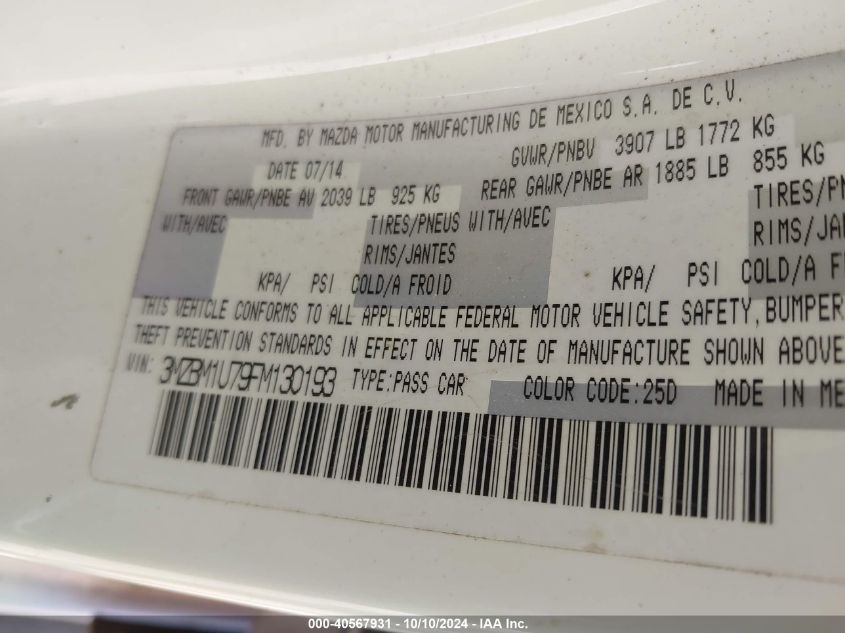 MFD. BY MAZDA MOTOR MANUFACTURING DE MEXICO S.A. DE C.V.
DATE 07/14 GVWR/PNBV 3907 LB 1772 KG
FRONT GAWR/PNBE AV 2039 LB 925 KG REAR GAWR/PNBE AR 1885 LB 855 KG
WITH/AVEC TIRES/PNEUS WITH/AVEC TIRES/PN
RIMS/JANTES RIMS/JAN
KPA/ PSI COLD/A FROID KPA/ PSI COLD/A F
THIS VEHICLE CONFORMS TO ALL APPLICABLE FEDERAL MOTOR VEHICLE SAFETY, BUMPER
THEFT PREVENTION STANDARDS IN EFFECT ON THE DATE OF MANUFACTURE SHOWN ABOVE
VIN: 3MZBM1U79FM130193 TYPE:PASS CAR COLOR CODE:25D MADE IN ME
000-40567931 - 10/10/2024 - IAA Inc.